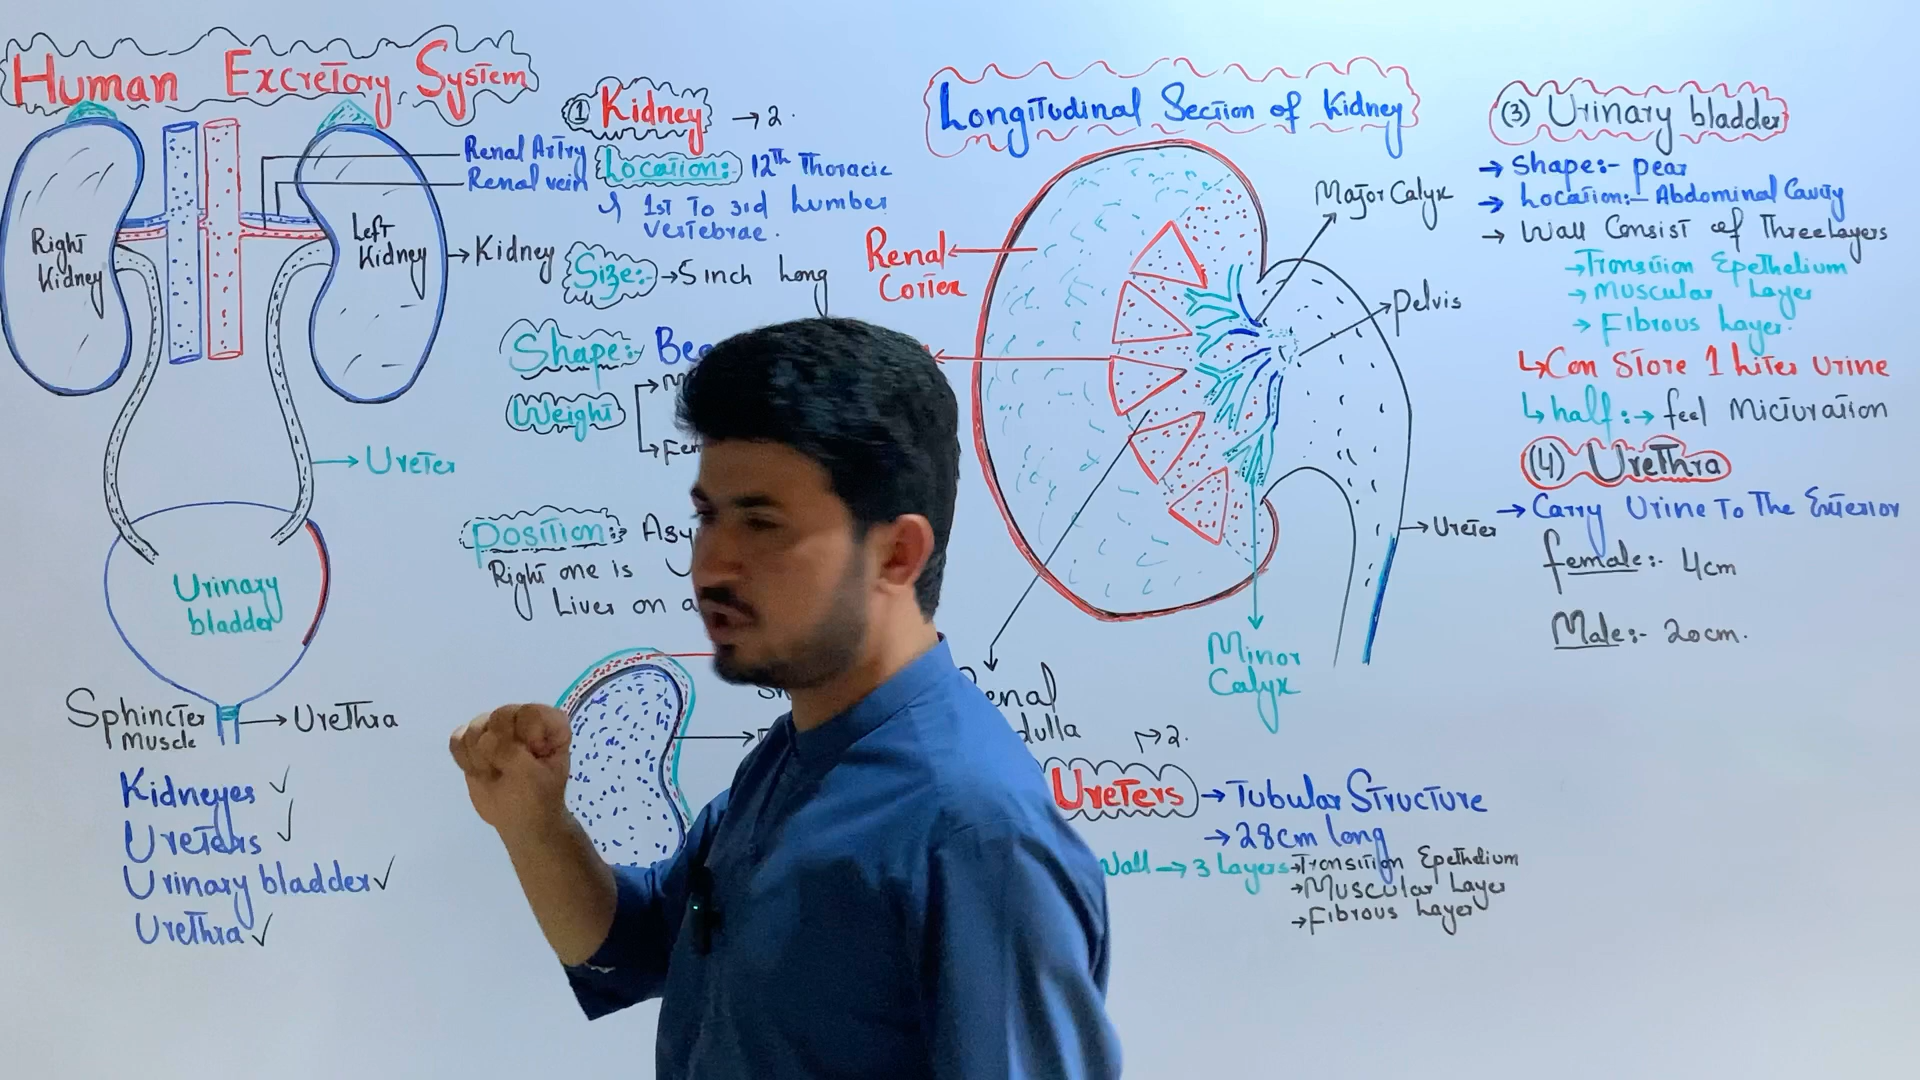 Human Excretory System
Right
Kidney
Left
Kidney
Renal Artry
Renal vein
Kidney
Ureter
Urinary
bladder
Sphincter
Muscle
Urethra
Kidneyes ✓
Ureters ✓
Urinary bladder ✓
Urethra ✓
① Kidney → 2.
Location:- 12th Thoracic
1st To 3rd Lumber
Vertebrae.
Size:- → 5 inch Long
Shape:-
Weight
Position:- 
Right one is
Liver on
Longitudinal Section of Kidney
Renal
Cortex
Major Calyx
Pelvis
Ureter
Minor
Calyx
Ureters → Tubular Structure
→ 2.
→ 28cm long
Wall → 3 Layers → Transition Epethelium
→ Muscular Layer
→ Fibrous Layer
(3) Urinary bladder
→ Shape:- pear
→ Location:- Abdominal Cavity
→ Wall Consist of Three Layers
→ Transition Epethelium
→ Muscular Layer
→ Fibrous Layer.
↳ Can Store 1 Liter Urine
↳ half:→ feel Micturation
(4) Urethra
→ Carry Urine To The Exterior
female:- 4cm
Male:- 20cm.